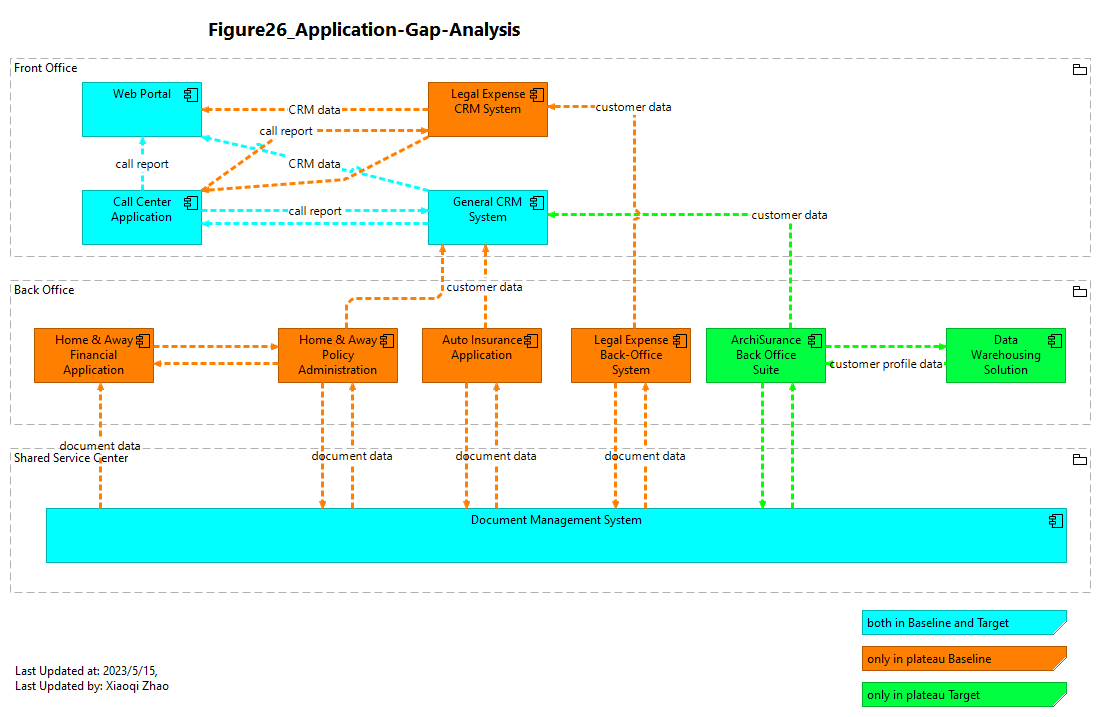 Figure26_Application-Gap-Analysis
Front Office
Web Portal
Legal Expense
CRM System
CRM data
customer data
call report
call report
CRM data
Call Center
Application
General CRM
System
call report
customer data
Back Office
customer data
Home & Away
Financial
Application
Home & Away
Policy
Administration
Auto Insurance
Application
Legal Expense
Back-Office
System
ArchiSurance
Back Office
Suite
customer profile data
Data
Warehousing
Solution
document data
document data
document data
document data
Shared Service Center
Document Management System
both in Baseline and Target
only in plateau Baseline
only in plateau Target
Last Updated at: 2023/5/15,
Last Updated by: Xiaoqi Zhao